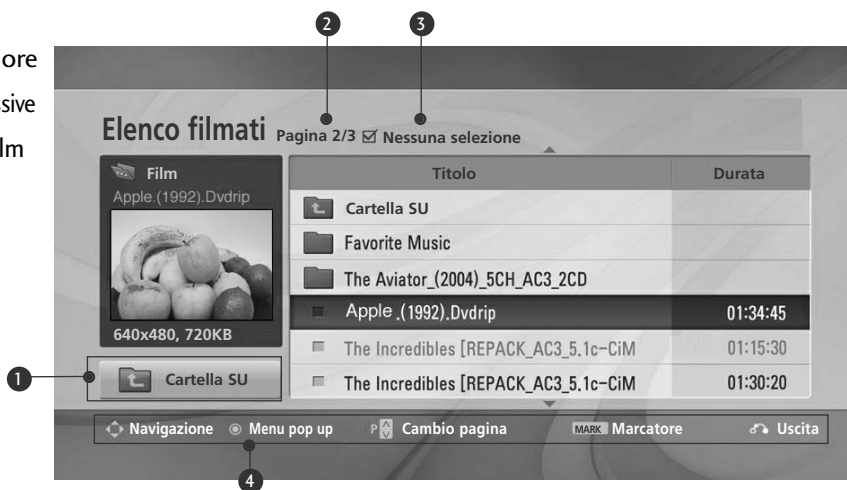 2 3
ore
ssive
lm
Elenco filmati Pagina 2/3 Nessuna selezione
Film
Apple.(1992).Dvdrip
640x480, 720KB
1 Cartella SU
Titolo Durata
Cartella SU
Favorite Music
The Aviator_(2004)_5CH_AC3_2CD
Apple .(1992).Dvdrip 01:34:45
The Incredibles [REPACK_AC3_5.1c-CiM 01:15:30
The Incredibles [REPACK_AC3_5.1c-CiM 01:30:20
Navigazione Menu pop up P Cambio pagina MARK Marcatore Uscita
4